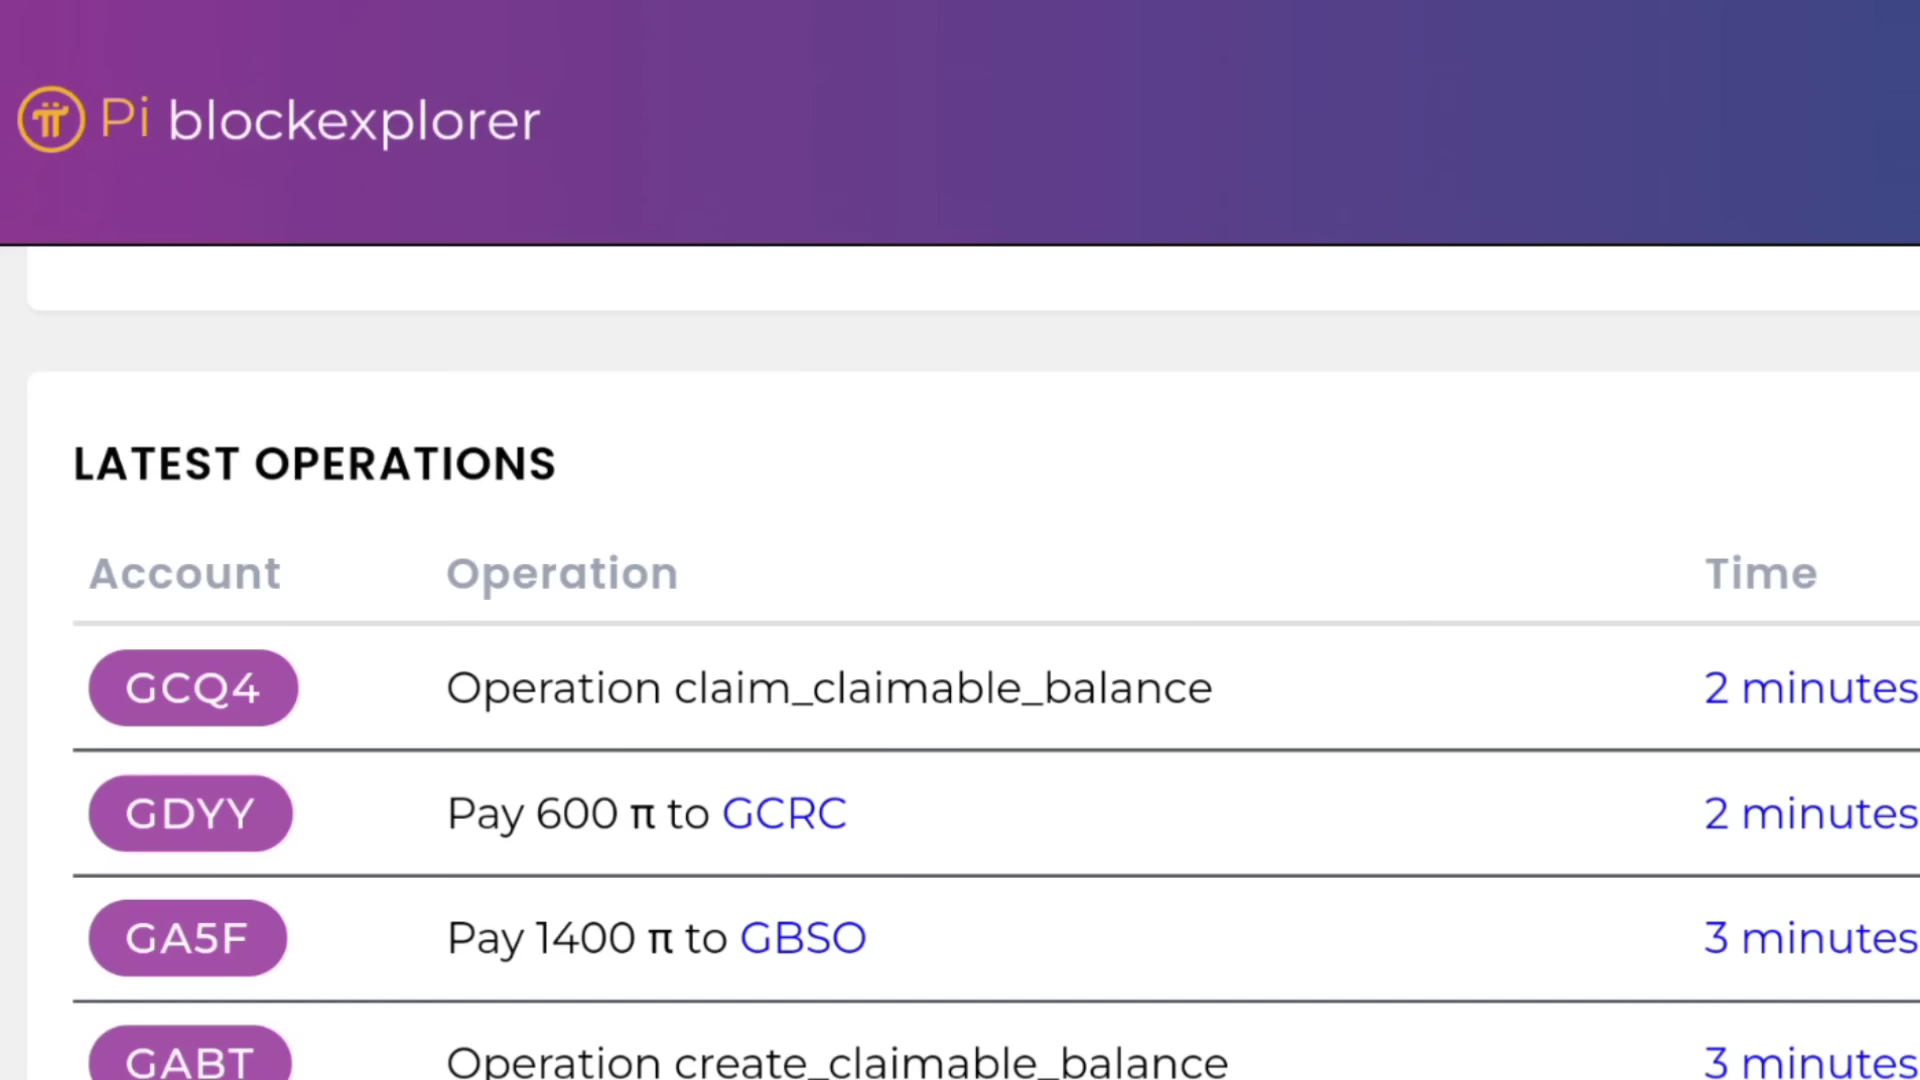 Pi blockexplorer
LATEST OPERATIONS
Account Operation Time
GCQ4 Operation claim_claimable_balance 2 minutes
GDYY Pay 600 π to GCRC 2 minutes
GA5F Pay 1400 π to GBSO 3 minutes
GABT Operation create_claimable_balance 3 minutes